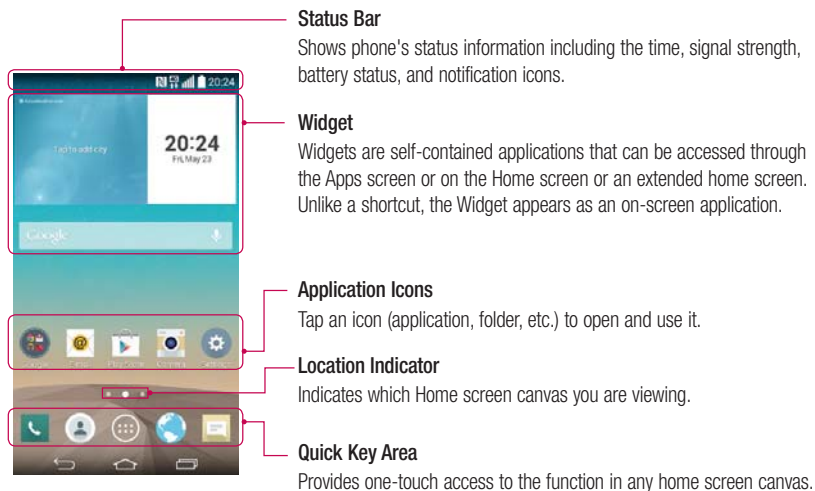 Status Bar
Shows phone's status information including the time, signal strength,
battery status, and notification icons.
20:24
Widget
Widgets are self-contained applications that can be accessed through
the Apps screen or on the Home screen or an extended home screen.
Unlike a shortcut, the Widget appears as an on-screen application.
Tap to add city
20:24
Fri, May 23
Google
Application Icons
Tap an icon (application, folder, etc.) to open and use it.
Location Indicator
Indicates which Home screen canvas you are viewing.
Quick Key Area
Provides one-touch access to the function in any home screen canvas.